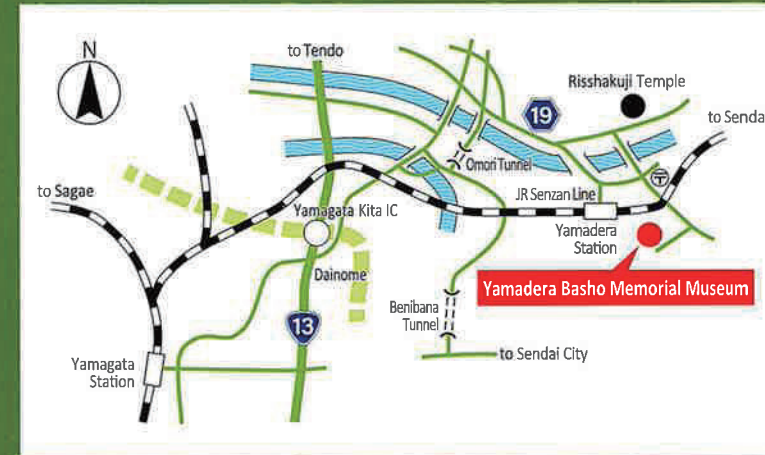 N
to Tendo
19
Risshakuji Temple
to Sendai
Omori Tunnel
to Sagae
JR Senzan Line
〒
Yamagata Kita IC
Yamadera
Station
Dainome
Yamadera Basho Memorial Museum
Benibana
Tunnel
13
to Sendai City
Yamagata
Station